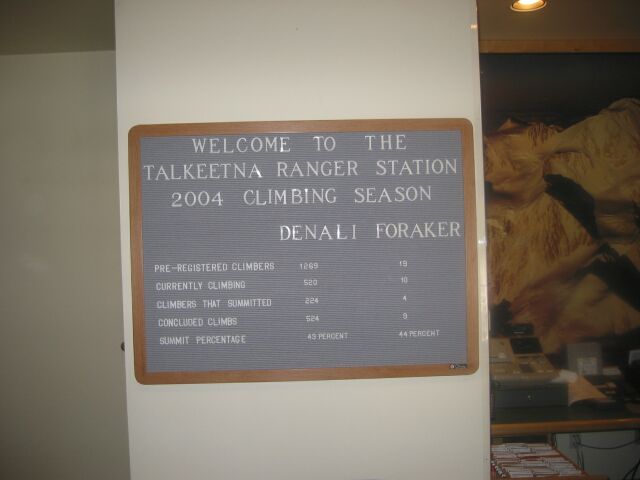 WELCOME TO THE
TALKEETNA RANGER STATION
2004 CLIMBING SEASON
DENALI FORAKER
PRE-REGISTERED CLIMBERS 1269 19
CURRENTLY CLIMBING 520 10
CLIMBERS THAT SUMMITTED 224 4
CONCLUDED CLIMBS 524 9
SUMMIT PERCENTAGE 43 PERCENT 44 PERCENT